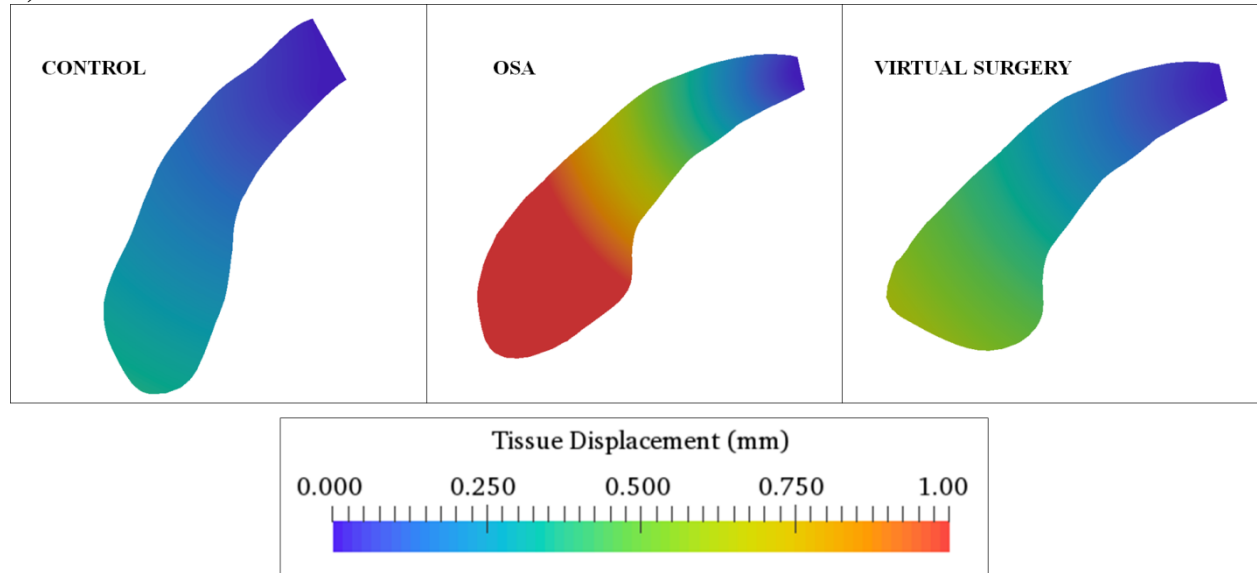 CONTROL
OSA
VIRTUAL SURGERY
Tissue Displacement (mm)
0.000 0.250 0.500 0.750 1.00